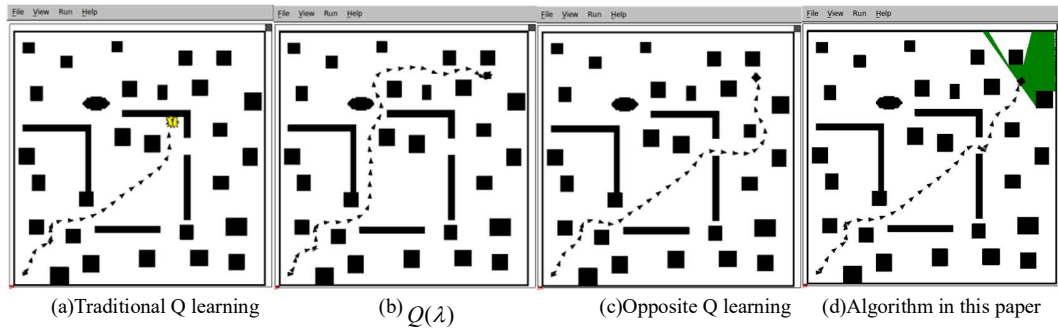 File View Run Help
File View Run Help
File View Run Help
File View Run Help
(a)Traditional Q learning
(b) Q(λ)
(c)Opposite Q learning
(d)Algorithm in this paper